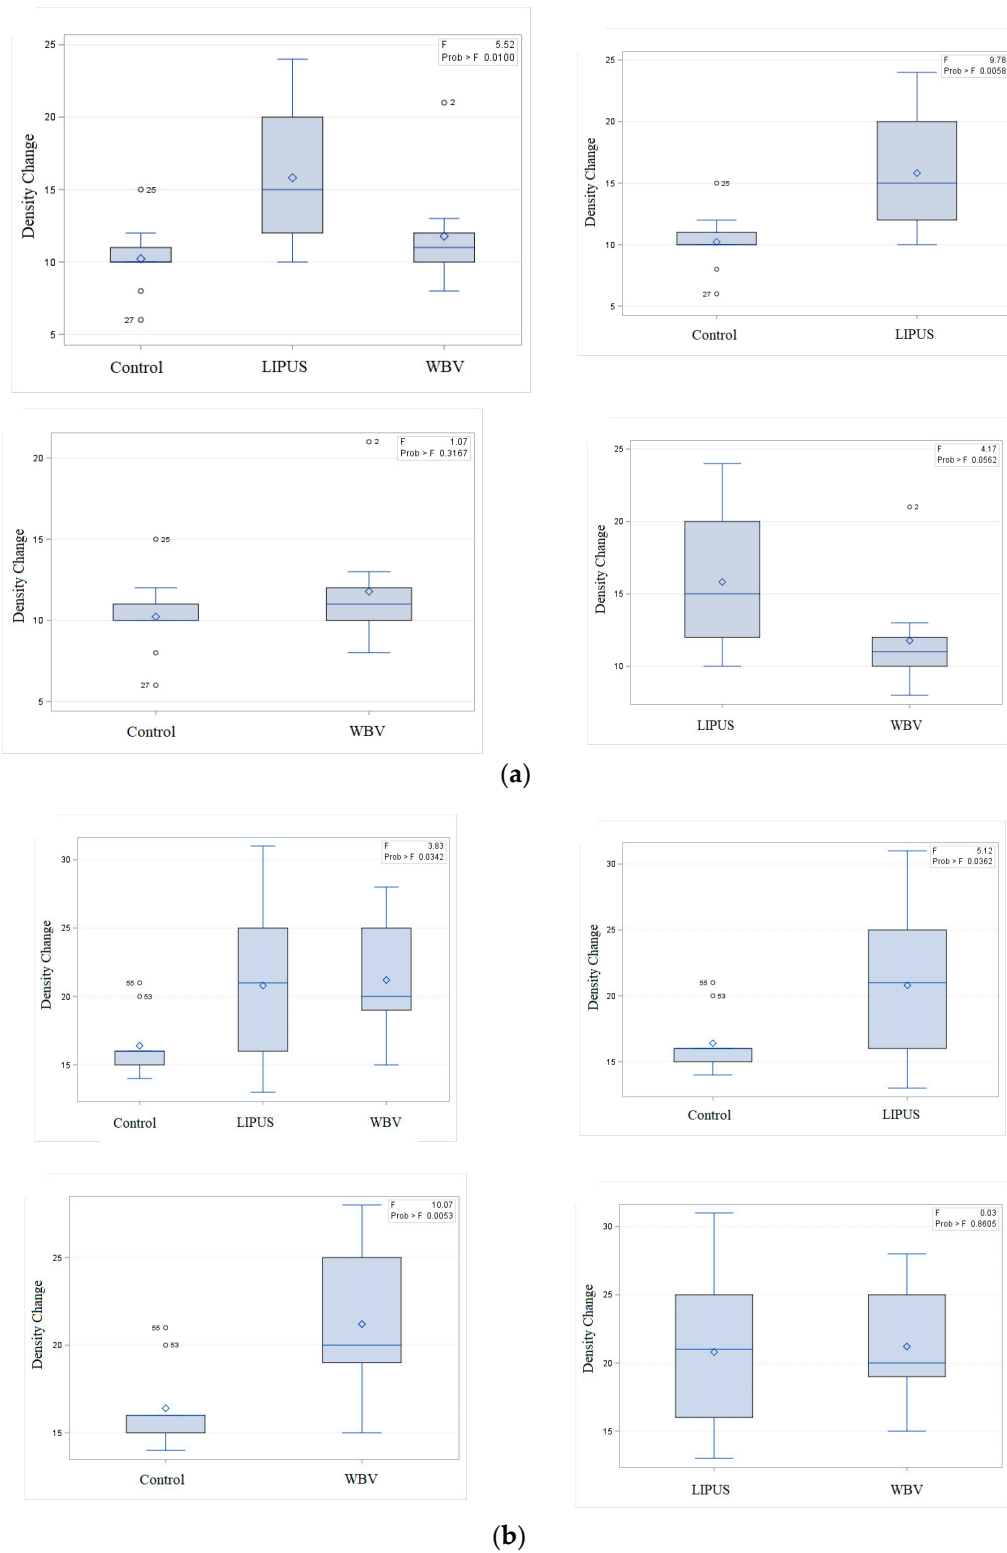 F 5.52
Prob > F 0.0100
25
20
15
10
5
Density Change
25
27
2
Control LIPUS WBV
F 9.78
Prob > F 0.0058
25
20
15
10
5
Density Change
25
27
Control LIPUS
F 1.07
Prob > F 0.3167
20
15
10
5
Density Change
25
27
2
Control WBV
F 4.17
Prob > F 0.0562
25
20
15
10
Density Change
2
LIPUS WBV
(a)
F 3.83
Prob > F 0.0342
30
25
20
15
Density Change
55
53
Control LIPUS WBV
F 5.12
Prob > F 0.0362
30
25
20
15
Density Change
55
53
Control LIPUS
F 10.07
Prob > F 0.0053
25
20
15
Density Change
55
53
Control WBV
F 0.03
Prob > F 0.8605
30
25
20
15
Density Change
LIPUS WBV
(b)